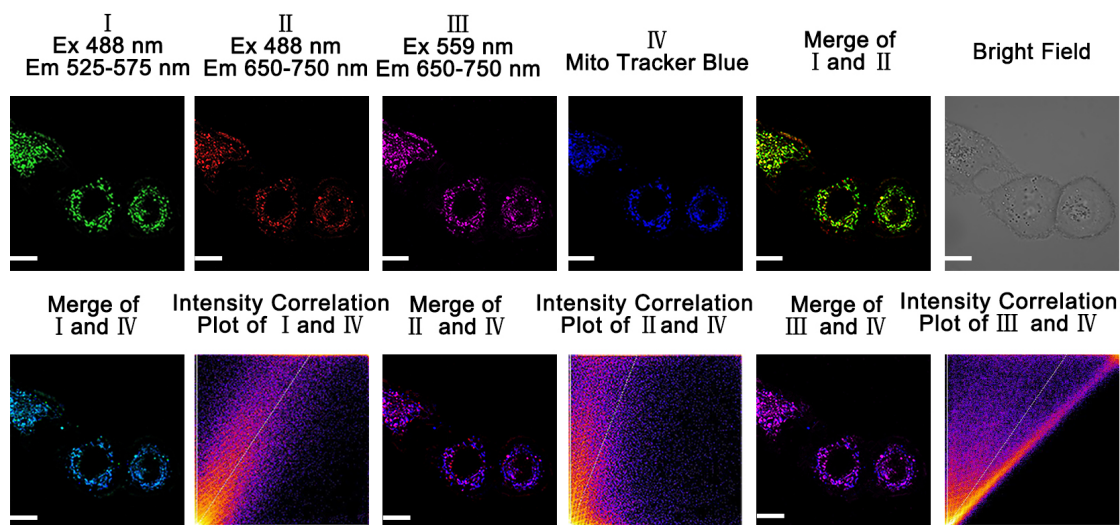 Ⅰ
Ex 488 nm
Em 525-575 nm
Ⅱ
Ex 488 nm
Em 650-750 nm
Ⅲ
Ex 559 nm
Em 650-750 nm
Ⅳ
Mito Tracker Blue
Merge of
Ⅰ and Ⅱ
Bright Field
Merge of
Ⅰ and Ⅳ
Intensity Correlation
Plot of Ⅰ and Ⅳ
Merge of
Ⅱ and Ⅳ
Intensity Correlation
Plot of Ⅱ and Ⅳ
Merge of
Ⅲ and Ⅳ
Intensity Correlation
Plot of Ⅲ and Ⅳ